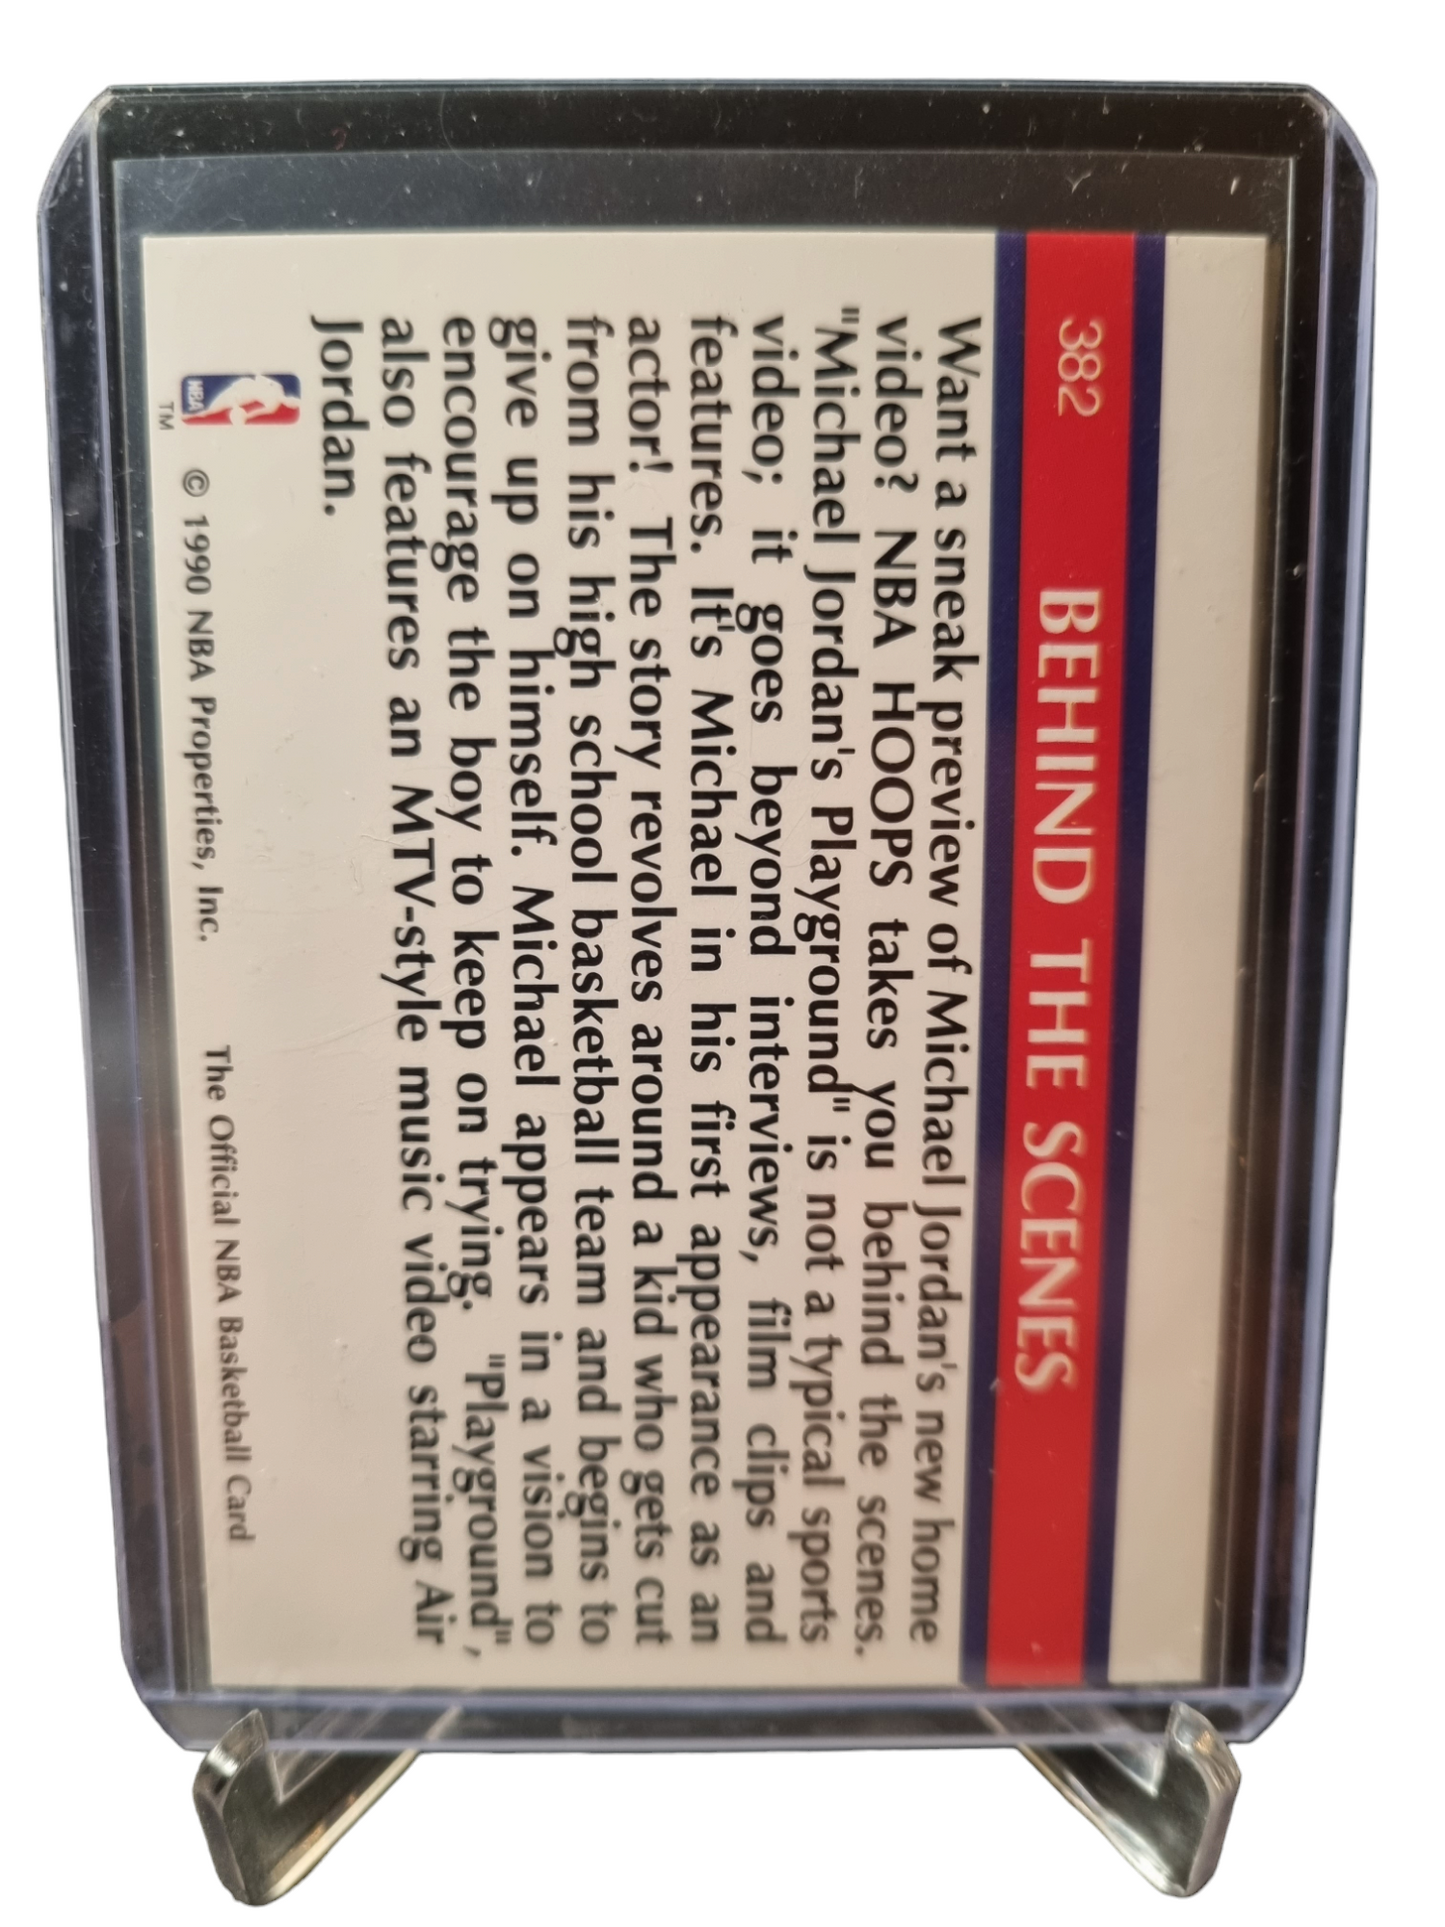 382 BEHIND THE SCENES
Want a sneak preview of Michael Jordan's new home
video? NBA HOOPS takes you behind the scenes.
"Michael Jordan's Playground" is not a typical sports
video; it goes beyond interviews, film clips and
features. It's Michael in his first appearance as an
actor! The story revolves around a kid who gets cut
from his high school basketball team and begins to
give up on himself. Michael appears in a vision to
encourage the boy to keep on trying. "Playground",
also features an MTV-style music video starring Air
Jordan.
NBA TM © 1990 NBA Properties, Inc. The Official NBA Basketball Card